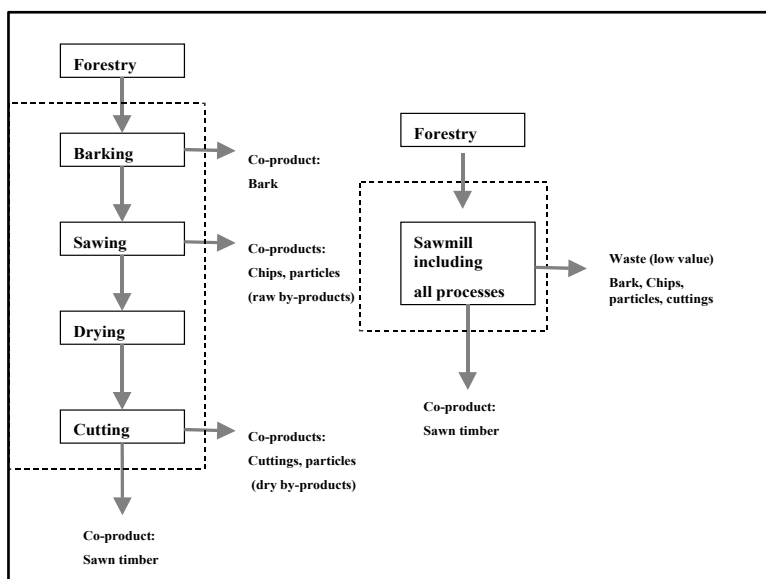 Forestry
Barking
Co-product:
Bark
Sawing
Co-products:
Chips, particles
(raw by-products)
Drying
Cutting
Co-products:
Cuttings, particles
(dry by-products)
Co-product:
Sawn timber
Forestry
Sawmill
including
all processes
Waste (low value)
Bark, Chips,
particles, cuttings
Co-product:
Sawn timber